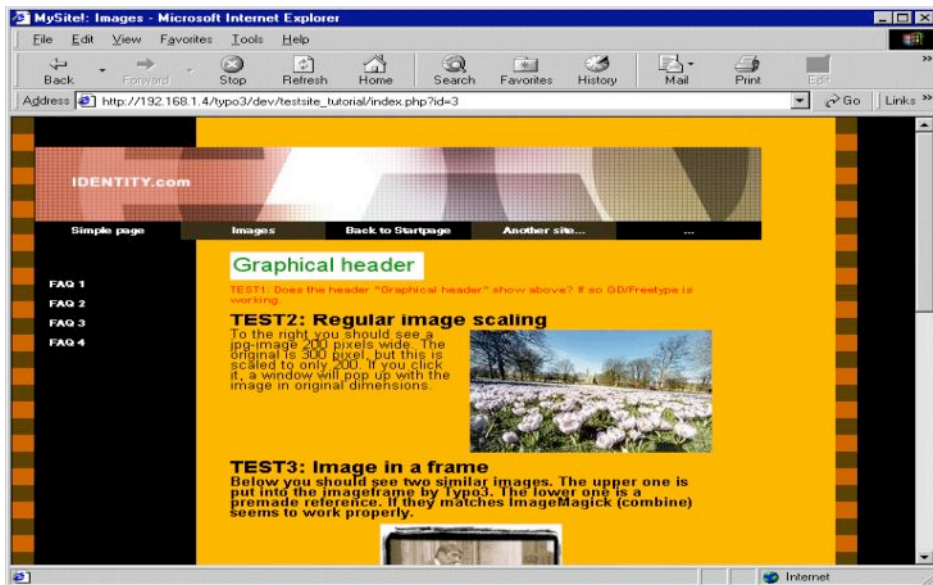 MySite!: Images - Microsoft Internet Explorer
File Edit View Favorites Tools Help
Back Forward Stop Refresh Home Search Favorites History Mail Print Edit
Address http://192.168.1.4/typo3/dev/testsite_tutorial/index.php?id=3 Go Links
IDENTITY.com
Simple page Images Back to Startpage Another site... ...
FAQ 1
FAQ 2
FAQ 3
FAQ 4
Graphical header
TEST1: Does the header "Graphical header" show above? If so GD/Freetype is
working.
TEST2: Regular image scaling
To the right you should see a
jpg-image 200 pixels wide. The
original is 300 pixel, but this is
scaled to only 200. If you click
it, a window will pop up with the
image in original dimensions.
TEST3: Image in a frame
Below you should see two similar images. The upper one is
put into the imageframe by Typo3. The lower one is a
premade reference. If they matches ImageMagick (combine)
seems to work properly.
Internet